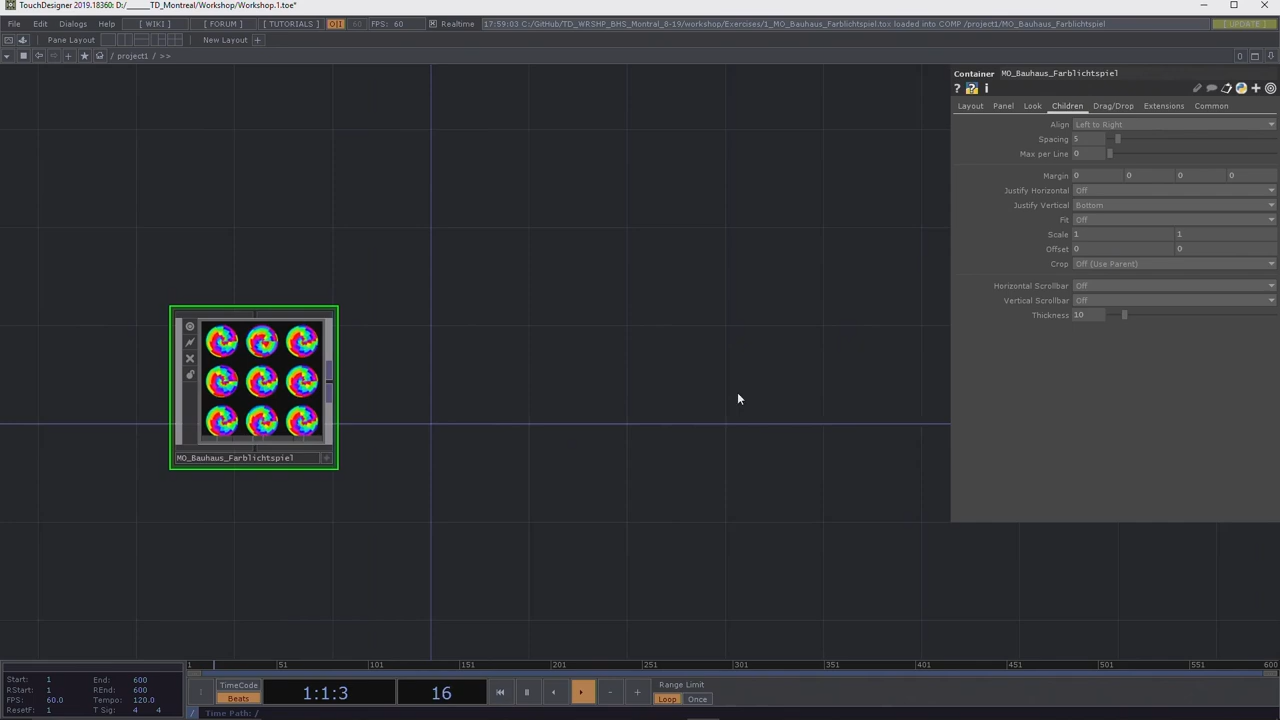 TouchDesigner 2019.18360: D:/_____TD_Montreal/Workshop/Workshop.1.toe*
File Edit Dialogs Help [ WIKI ] [ FORUM ] [ TUTORIALS ] O|I 60 FPS: 60 Realtime 17:59:03 C:/GitHub/TD_WRSHP_BHS_Montral_8-19/workshop/Exercises/1_MO_Bauhaus_Farblichtspiel.tox loaded into COMP /project1/MO_Bauhaus_Farblichtspiel [ UPDATE ]
Pane Layout New Layout +
/ project1 / >> 0
Container MO_Bauhaus_Farblichtspiel
? ? i
Layout Panel Look Children Drag/Drop Extensions Common
Align Left to Right
Spacing 5
Max per Line 0
Margin 0 0 0 0
Justify Horizontal Off
Justify Vertical Bottom
Fit Off
Scale 1 1
Offset 0 0
Crop Off (Use Parent)
Horizontal Scrollbar Off
Vertical Scrollbar Off
Thickness 10
MO_Bauhaus_Farblichtspiel
1 51 101 151 201 251 301 351 401 451 511 600
Start: 1 End: 600
RStart: 1 REnd: 600
FPS: 60.0 Tempo: 120.0
ResetF: 1 T Sig: 4 4
TimeCode
Beats
1:1:3 16
Range Limit
Loop Once
/ Time Path: /